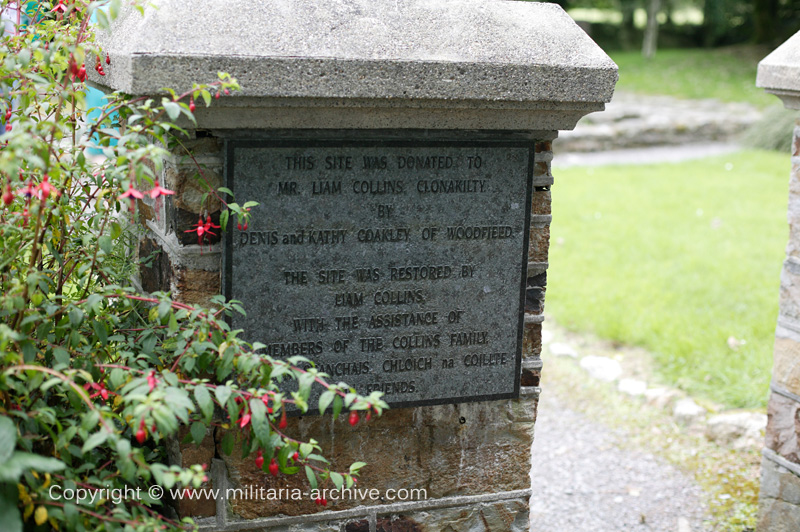 THIS SITE WAS DONATED TO
MR. LIAM COLLINS, CLONAKILTY
BY
DENIS and KATHY COAKLEY OF WOODFIELD.
THE SITE WAS RESTORED BY
LIAM COLLINS,
WITH THE ASSISTANCE OF
MEMBERS OF THE COLLINS FAMILY,
CHLOICH na COILLTE
FRIENDS.
Copyright © www.militaria-archive.com